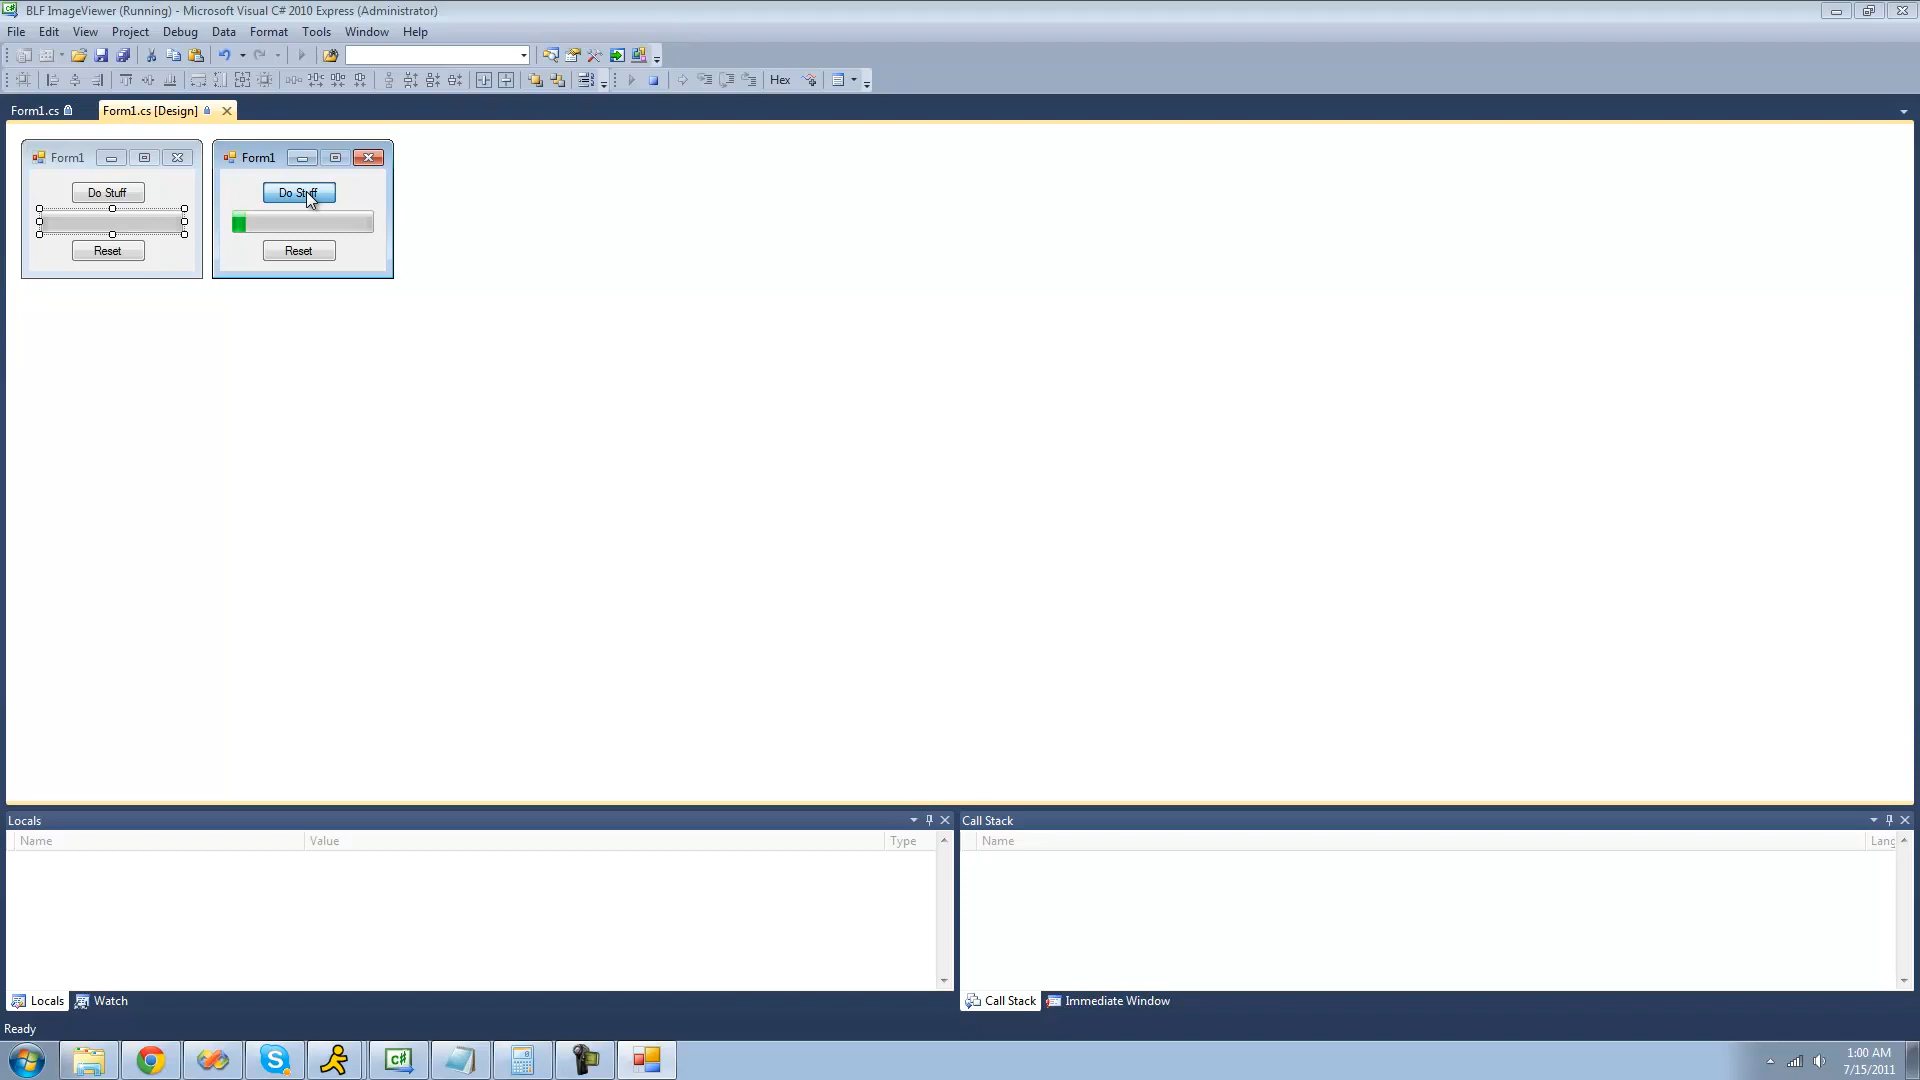 BLF ImageViewer (Running) - Microsoft Visual C# 2010 Express (Administrator)
File Edit View Project Debug Data Format Tools Window Help
Hex
Form1.cs Form1.cs [Design]
Form1 Form1
Do Stuff Do Stuff
Reset Reset
Locals Call Stack
Name Value Type Name Lang
Locals Watch Call Stack Immediate Window
Ready
1:00 AM
7/15/2011